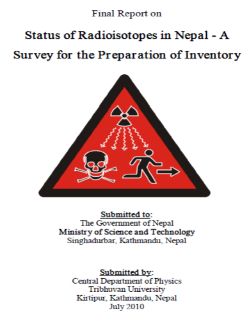 Final Report on
Status of Radioisotopes in Nepal - A
Survey for the Preparation of Inventory
Submitted to:
The Government of Nepal
Ministry of Science and Technology
Singhadurbar, Kathmandu, Nepal
Submitted by:
Central Department of Physics
Tribhuvan University
Kirtipur, Kathmandu, Nepal
July 2010